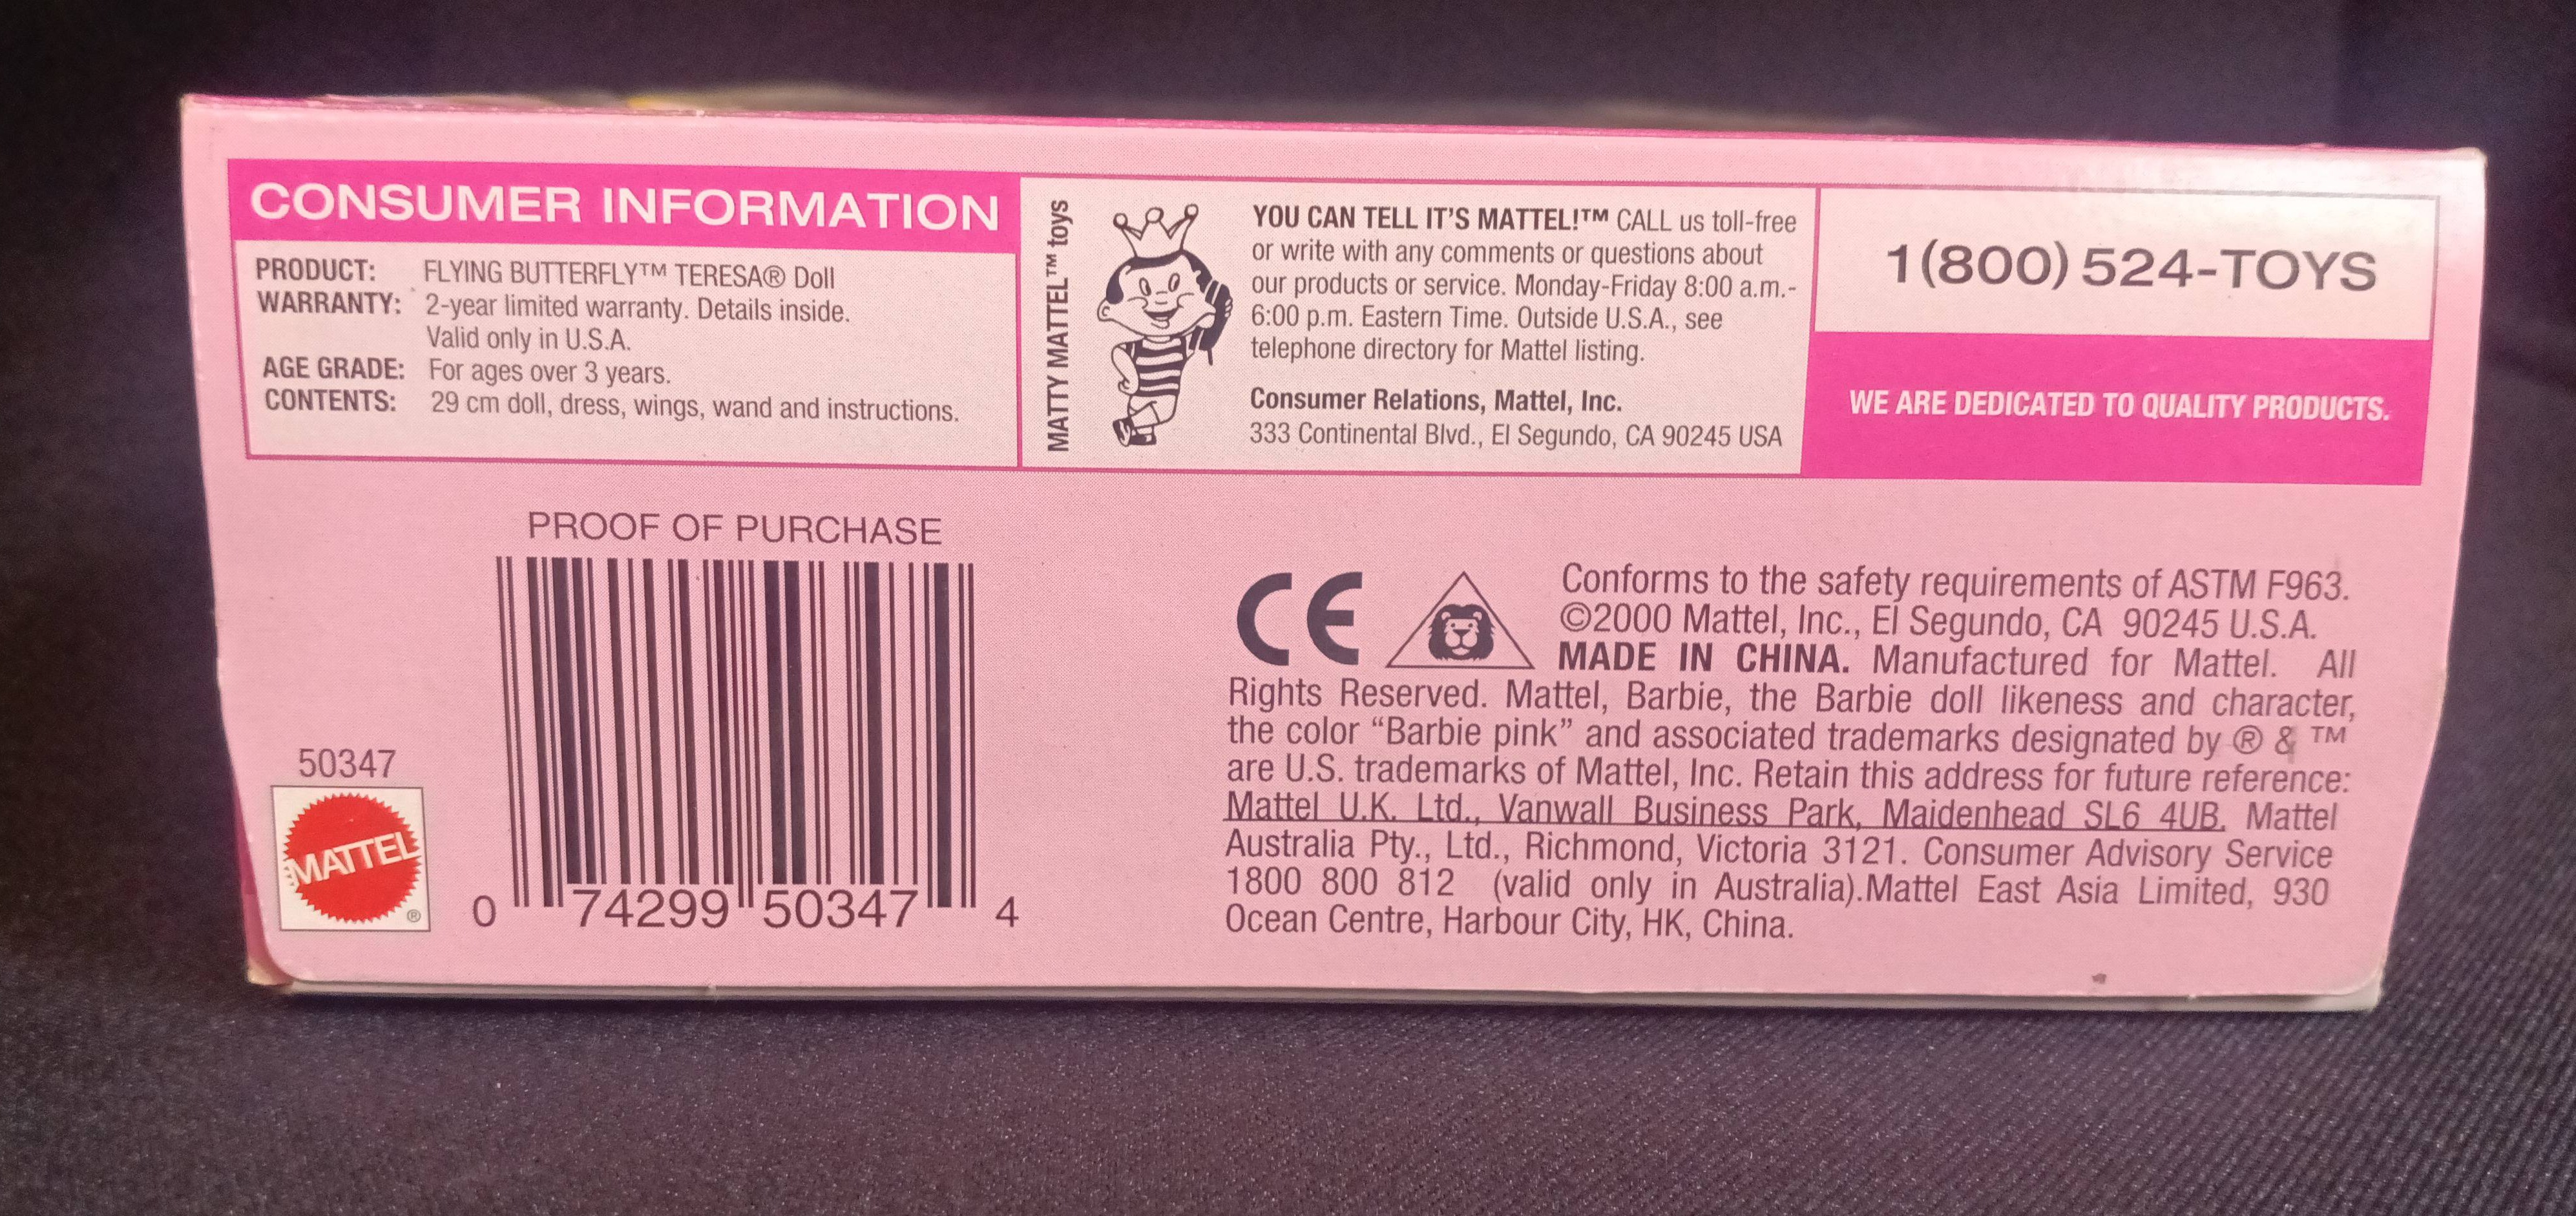 CONSUMER INFORMATION
PRODUCT: FLYING BUTTERFLY™ TERESA® Doll
WARRANTY: 2-year limited warranty. Details inside.
Valid only in U.S.A.
AGE GRADE: For ages over 3 years.
CONTENTS: 29 cm doll, dress, wings, wand and instructions.
MATTY MATTEL™ toys
YOU CAN TELL IT'S MATTEL!™ CALL us toll-free
or write with any comments or questions about
our products or service. Monday-Friday 8:00 a.m.-
6:00 p.m. Eastern Time. Outside U.S.A., see
telephone directory for Mattel listing.
Consumer Relations, Mattel, Inc.
333 Continental Blvd., El Segundo, CA 90245 USA
1(800) 524-TOYS
WE ARE DEDICATED TO QUALITY PRODUCTS.
PROOF OF PURCHASE
0 74299 50347 4
50347
MATTEL
®
CE
Conforms to the safety requirements of ASTM F963.
©2000 Mattel, Inc., El Segundo, CA 90245 U.S.A.
MADE IN CHINA. Manufactured for Mattel. All
Rights Reserved. Mattel, Barbie, the Barbie doll likeness and character,
the color “Barbie pink” and associated trademarks designated by ® & ™
are U.S. trademarks of Mattel, Inc. Retain this address for future reference:
Mattel U.K. Ltd., Vanwall Business Park, Maidenhead SL6 4UB. Mattel
Australia Pty., Ltd., Richmond, Victoria 3121. Consumer Advisory Service
1800 800 812 (valid only in Australia).Mattel East Asia Limited, 930
Ocean Centre, Harbour City, HK, China.